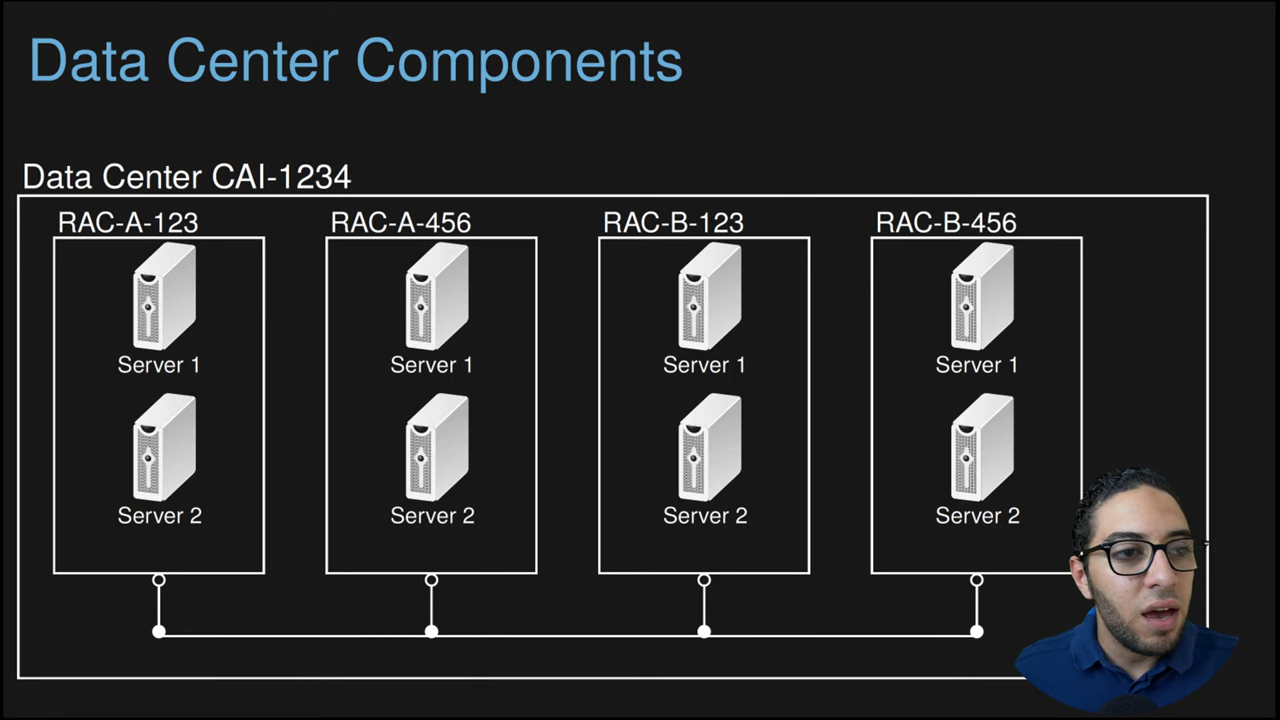 Data Center Components
Data Center CAI-1234
RAC-A-123 RAC-A-456 RAC-B-123 RAC-B-456
Server 1 Server 1 Server 1 Server 1
Server 2 Server 2 Server 2 Server 2